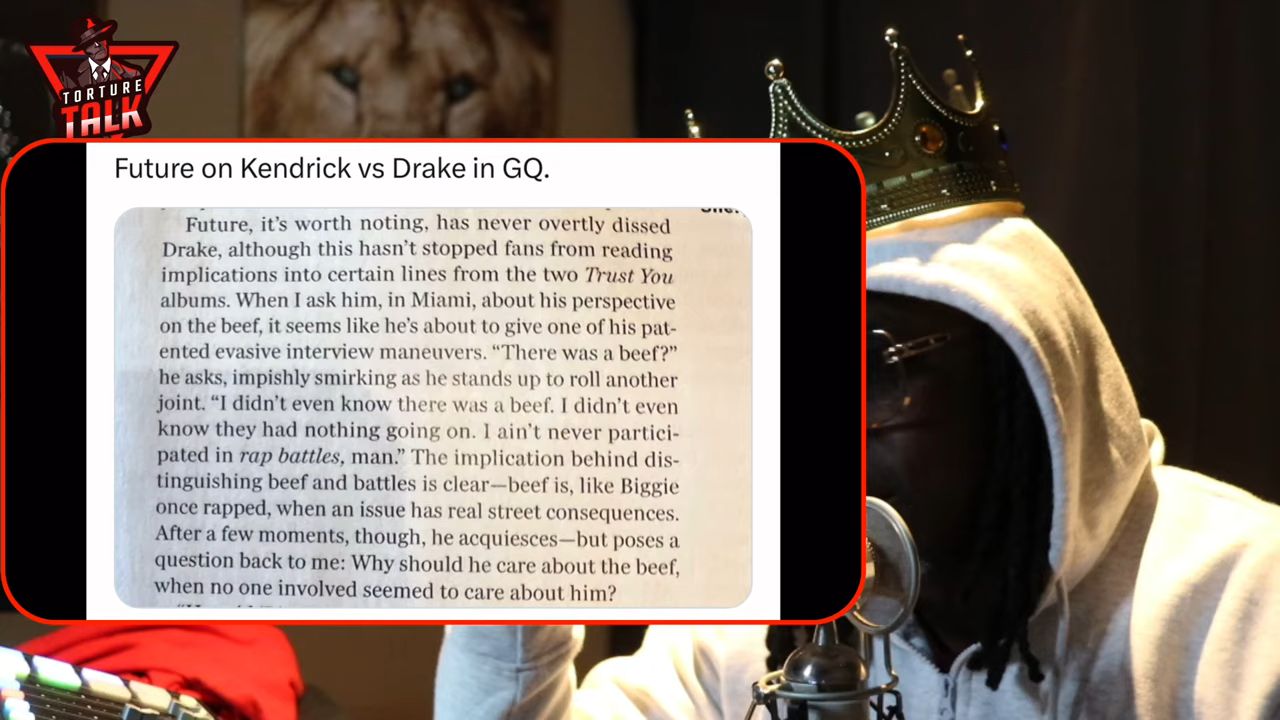 TORTURE
TALK
Future on Kendrick vs Drake in GQ.
Future, it's worth noting, has never overtly dissed
Drake, although this hasn't stopped fans from reading
implications into certain lines from the two Trust You
albums. When I ask him, in Miami, about his perspective
on the beef, it seems like he's about to give one of his pat-
ented evasive interview maneuvers. “There was a beef?”
he asks, impishly smirking as he stands up to roll another
joint. “I didn't even know there was a beef. I didn't even
know they had nothing going on. I ain't never partici-
pated in rap battles, man.” The implication behind dis-
tinguishing beef and battles is clear—beef is, like Biggie
once rapped, when an issue has real street consequences.
After a few moments, though, he acquiesces—but poses a
question back to me: Why should he care about the beef,
when no one involved seemed to care about him?